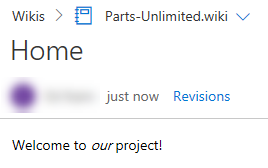 Wikis > Parts-Unlimited.wiki
Home
just now Revisions
Welcome to our project!